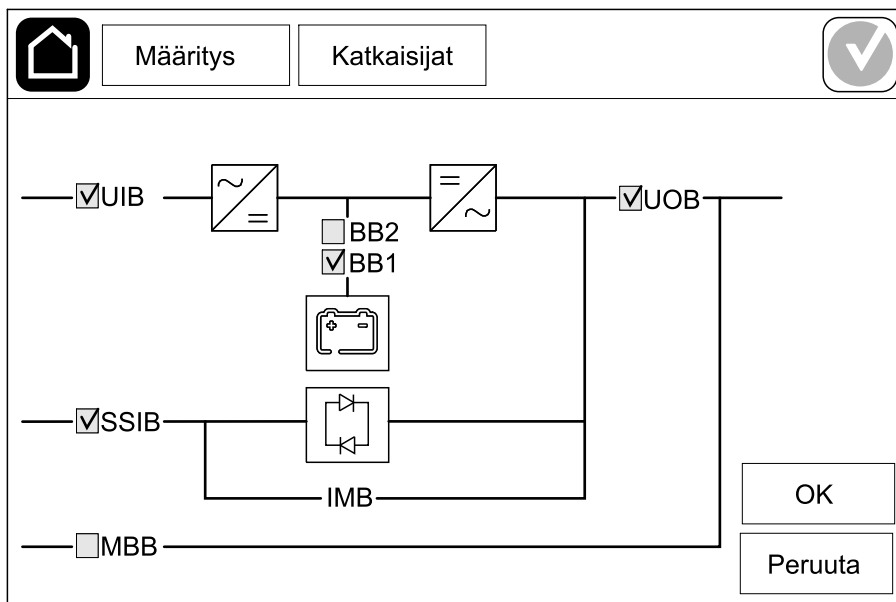 Määritys
Katkaisijat
UIB
UOB
BB2
BB1
SSIB
IMB
OK
MBB
Peruuta